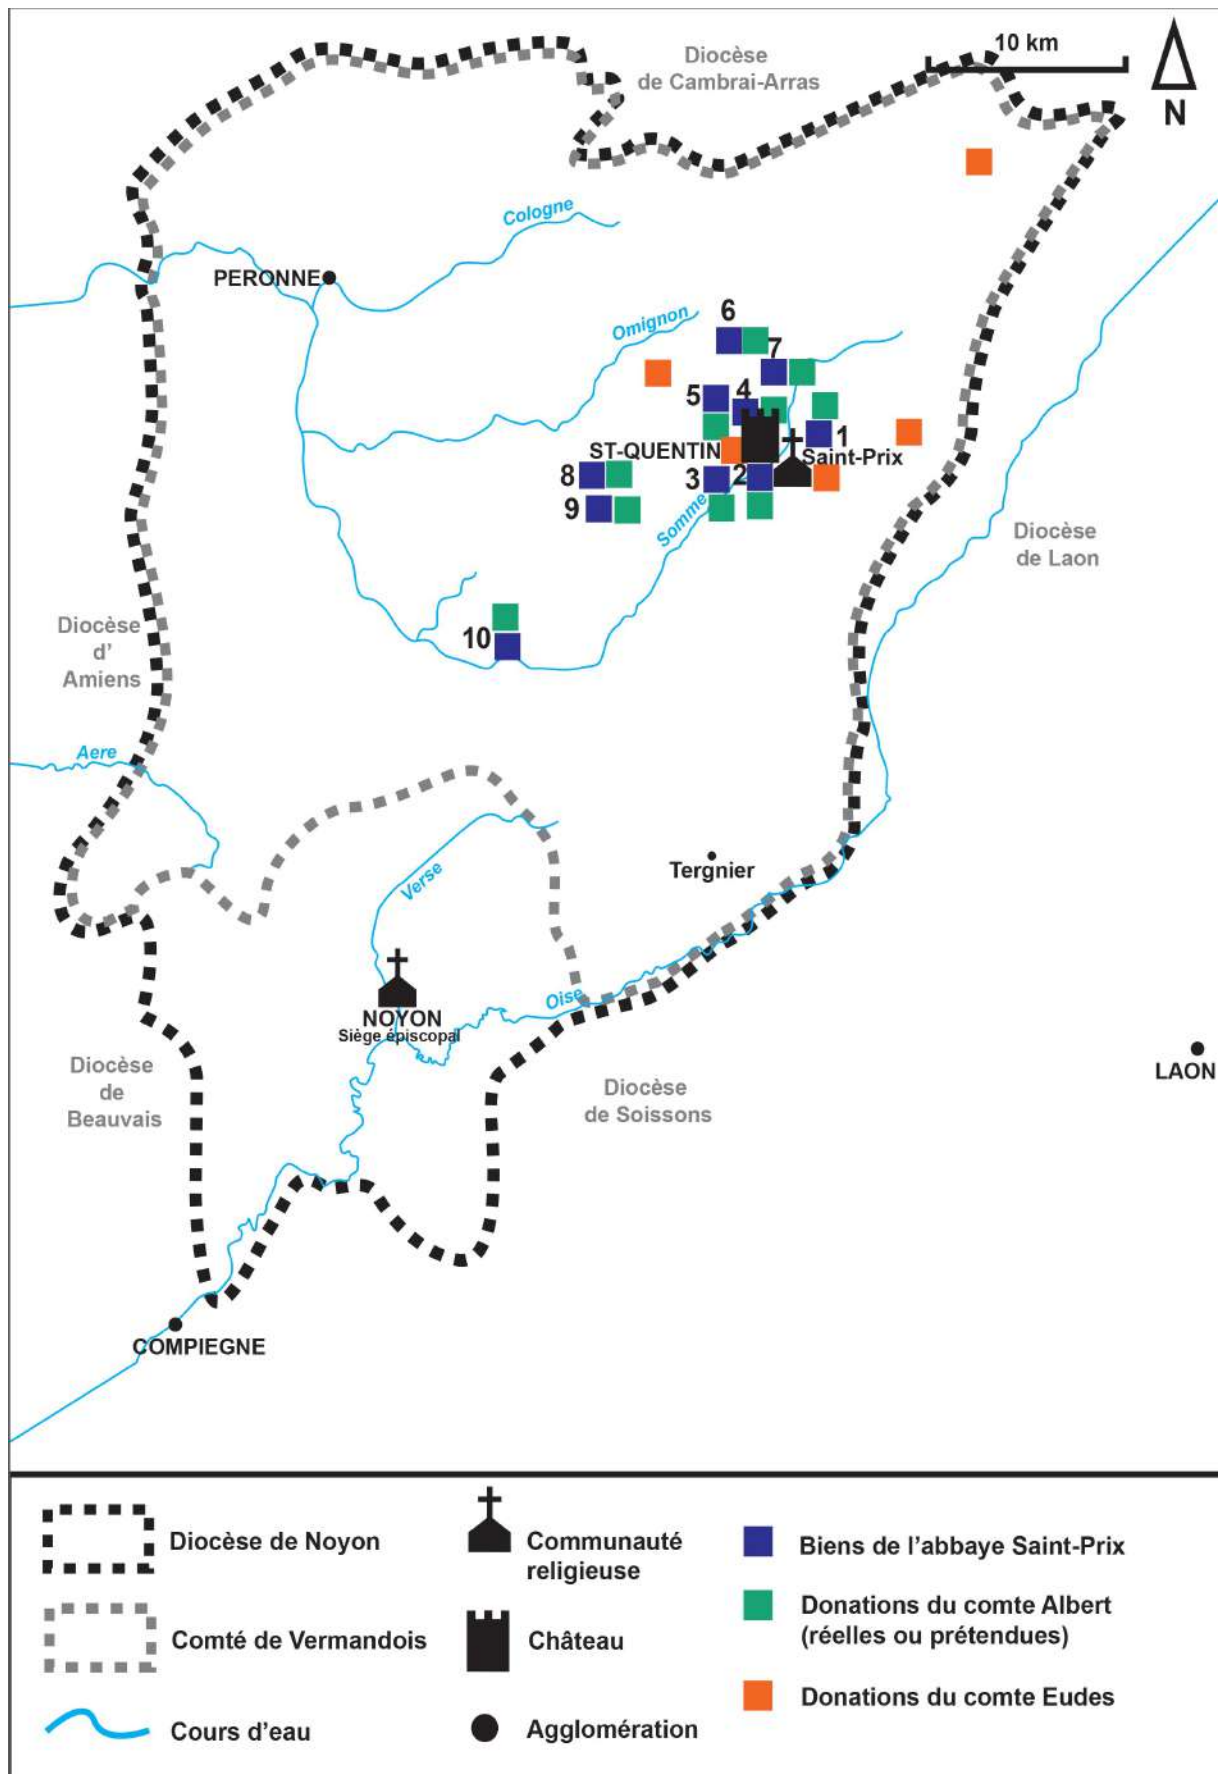 10 km
N
Diocèse
de Cambrai-Arras
Cologne
PERONNE
Omignon
6
7
5
4
ST-QUENTIN
1
Saint-Prix
8
3
2
9
Somme
Diocèse
de Laon
Diocèse
d'
Amiens
10
Aere
Verse
Tergnier
Oise
NOYON
Siège épiscopal
Diocèse
de
Beauvais
Diocèse
de Soissons
LAON
COMPIEGNE
Diocèse de Noyon
Comté de Vermandois
Cours d'eau
Communauté
religieuse
Château
Agglomération
Biens de l'abbaye Saint-Prix
Donations du comte Albert
(réelles ou prétendues)
Donations du comte Eudes